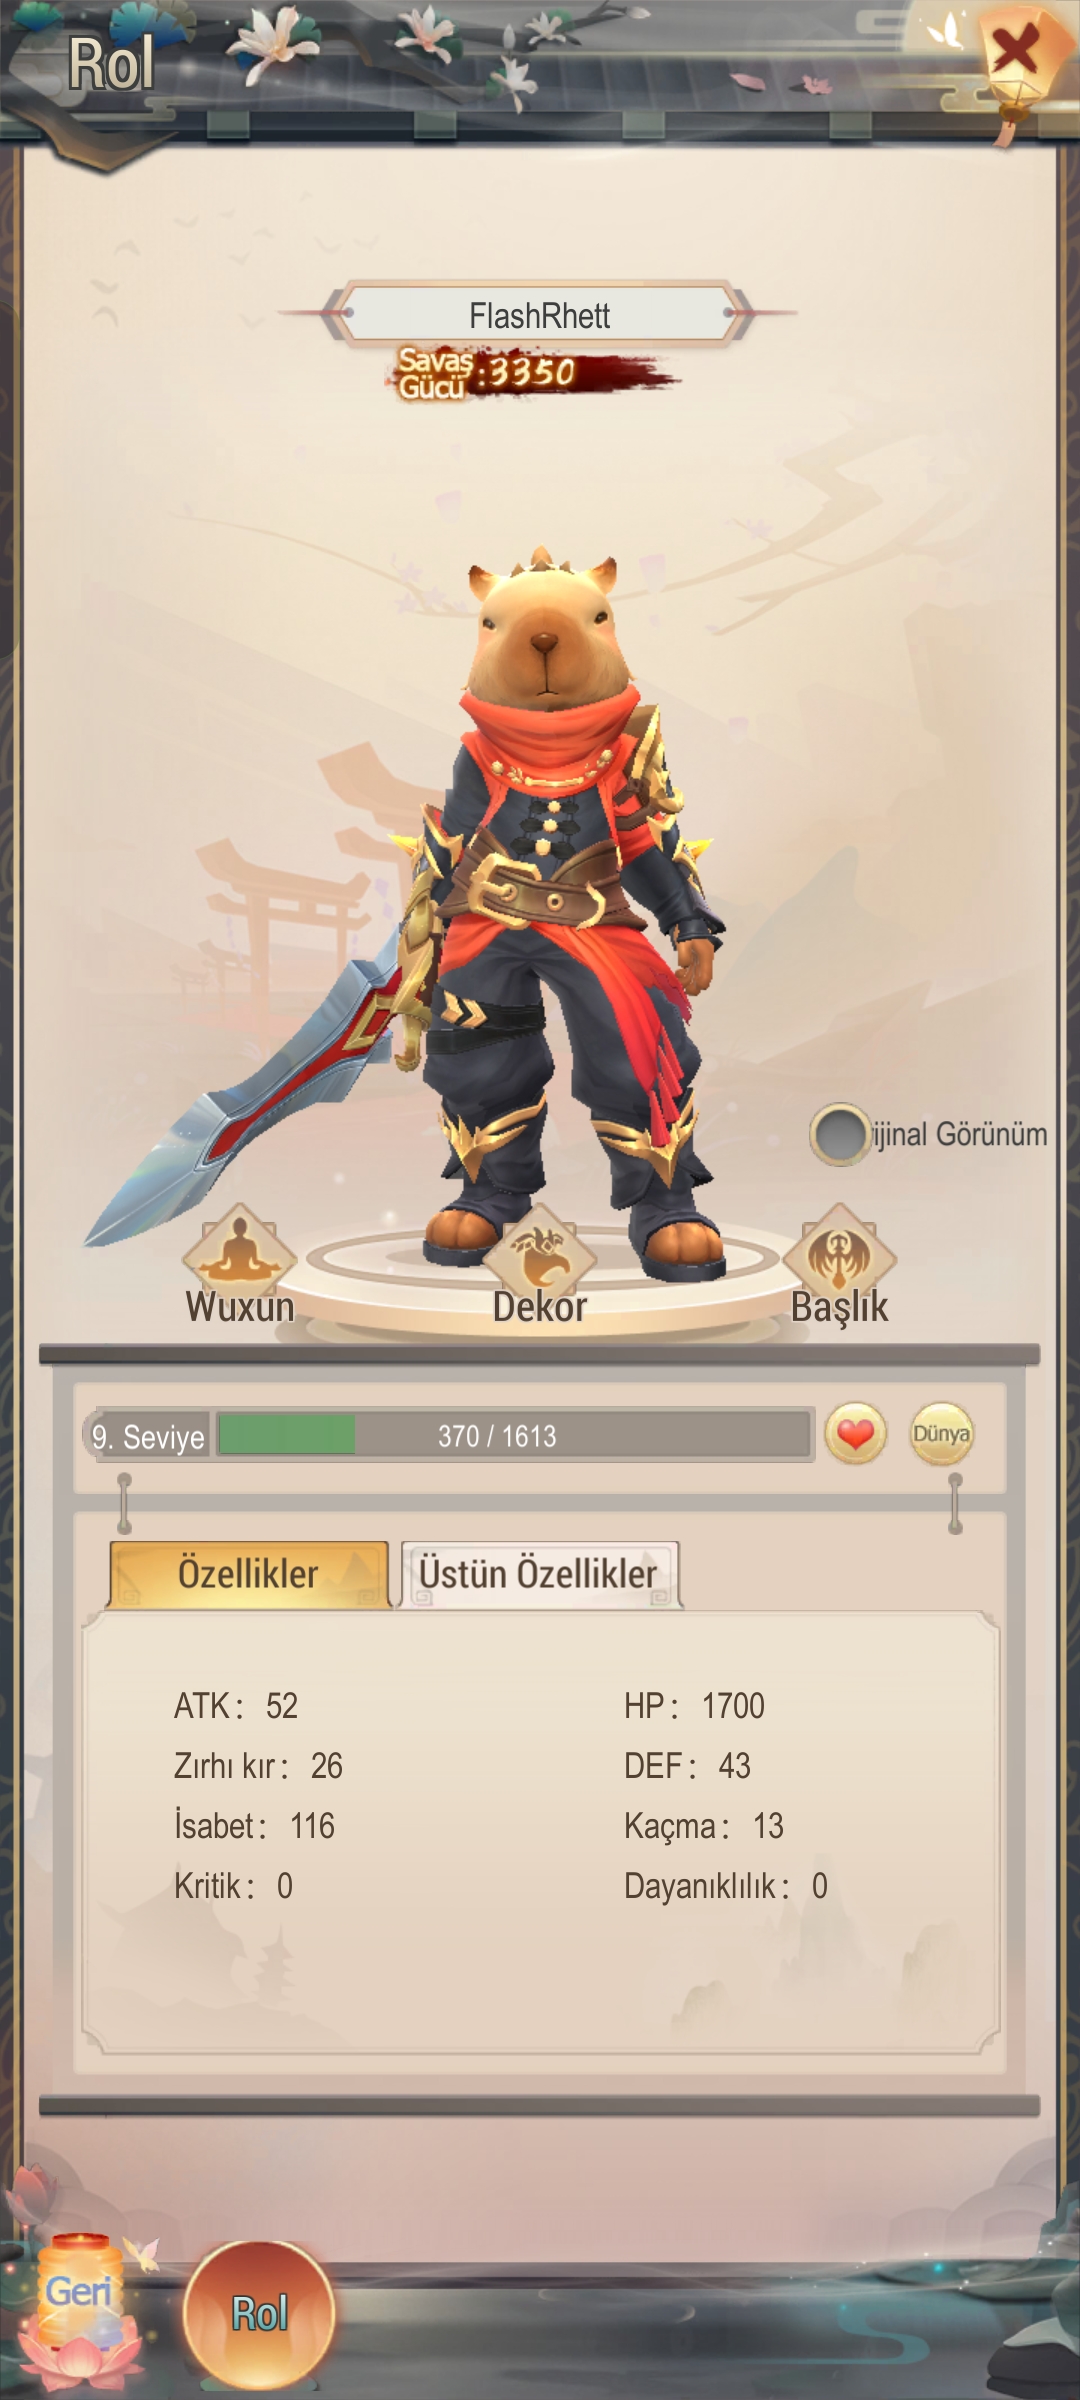 Rol
FlashRhett
Savaş Gücü :3350
ijinal Görünüm
Wuxun
Dekor
Başlık
9. Seviye
370 / 1613
Dünya
Özellikler
Üstün Özellikler
ATK: 52
HP: 1700
Zırhı kır: 26
DEF: 43
İsabet: 116
Kaçma: 13
Kritik: 0
Dayanıklılık: 0
Geri
Rol